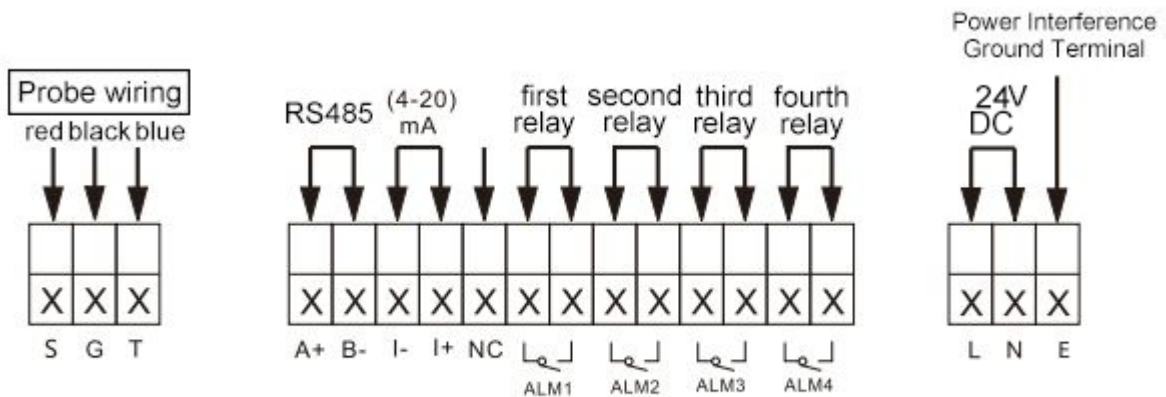 Power Interference
Ground Terminal
Probe wiring
red black blue
RS485
(4-20)
mA
first
relay
second
relay
third
relay
fourth
relay
24V
DC
X X X
X X X X X X X X X X X X X
X X X
S G T
A+ B- I- I+ NC
ALM1 ALM2 ALM3 ALM4
L N E